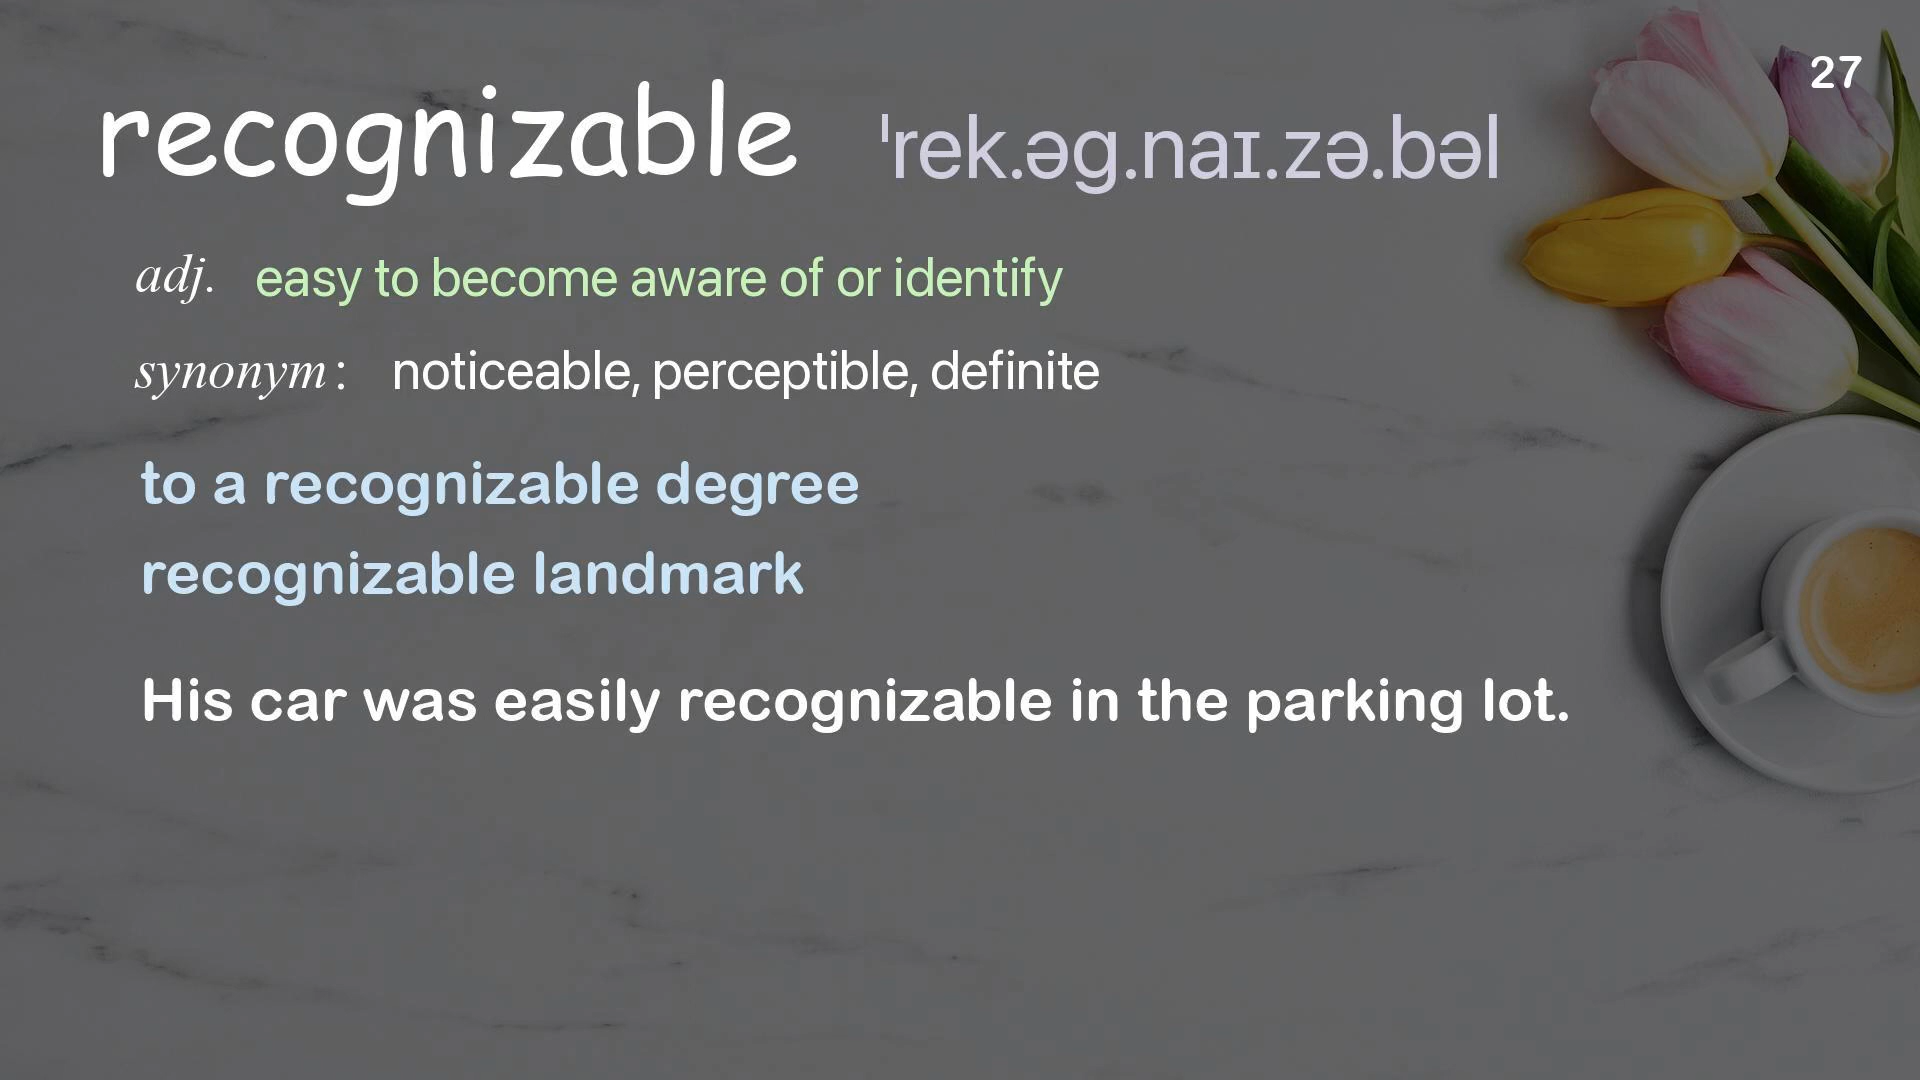 27
recognizable ˈrek.əg.naɪ.zə.bəl
adj. easy to become aware of or identify
synonym : noticeable, perceptible, definite
to a recognizable degree
recognizable landmark
His car was easily recognizable in the parking lot.